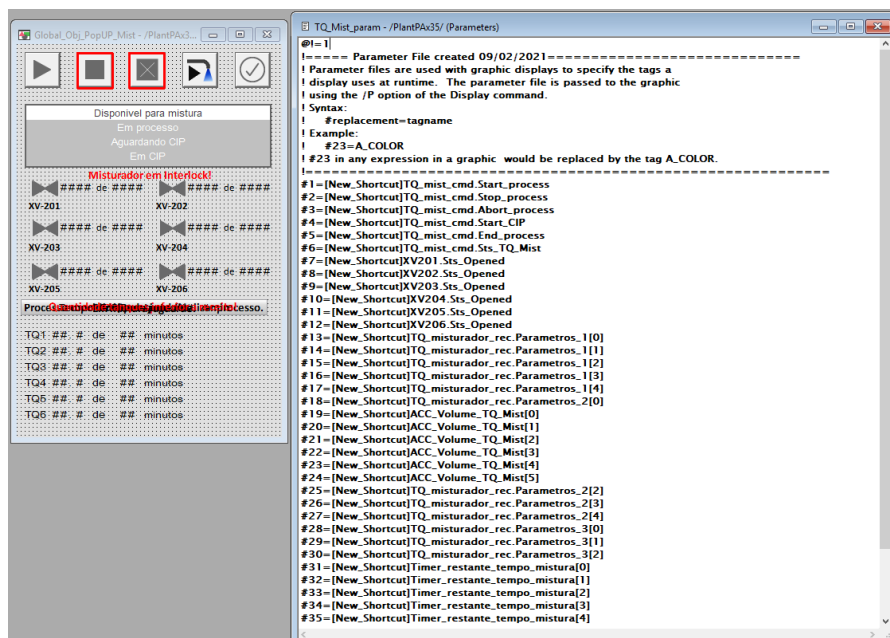 Global_Obj_PopUP_Mist - /PlantPAx3...
Disponivel para mistura
Em processo
Aguardando CIP
Em CIP
Misturador em Interlock!
#### de #### #### de ####
XV-201 XV-202
#### de #### #### de ####
XV-203 XV-204
#### de #### #### de ####
XV-205 XV-206
TQ1 ##. # de ## minutos
TQ2 ##. # de ## minutos
TQ3 ##. # de ## minutos
TQ4 ##. # de ## minutos
TQ5 ##. # de ## minutos
TQ6 ##. # de ## minutos
TQ_Mist_param - /PlantPAx35/ (Parameters)
@!=1
!===== Parameter File created 09/02/2021=============================
! Parameter files are used with graphic displays to specify the tags a
! display uses at runtime. The parameter file is passed to the graphic
! using the /P option of the Display command.
! Syntax:
! #replacement=tagname
! Example:
! #23=A_COLOR
! #23 in any expression in a graphic would be replaced by the tag A_COLOR.
!============================================================
#1=[New_Shortcut]TQ_mist_cmd.Start_process
#2=[New_Shortcut]TQ_mist_cmd.Stop_process
#3=[New_Shortcut]TQ_mist_cmd.Abort_process
#4=[New_Shortcut]TQ_mist_cmd.Start_CIP
#5=[New_Shortcut]TQ_mist_cmd.End_process
#6=[New_Shortcut]TQ_mist_cmd.Sts_TQ_Mist
#7=[New_Shortcut]XV201.Sts_Opened
#8=[New_Shortcut]XV202.Sts_Opened
#9=[New_Shortcut]XV203.Sts_Opened
#10=[New_Shortcut]XV204.Sts_Opened
#11=[New_Shortcut]XV205.Sts_Opened
#12=[New_Shortcut]XV206.Sts_Opened
#13=[New_Shortcut]TQ_misturador_rec.Parametros_1[0]
#14=[New_Shortcut]TQ_misturador_rec.Parametros_1[1]
#15=[New_Shortcut]TQ_misturador_rec.Parametros_1[2]
#16=[New_Shortcut]TQ_misturador_rec.Parametros_1[3]
#17=[New_Shortcut]TQ_misturador_rec.Parametros_1[4]
#18=[New_Shortcut]TQ_misturador_rec.Parametros_2[0]
#19=[New_Shortcut]ACC_Volume_TQ_Mist[0]
#20=[New_Shortcut]ACC_Volume_TQ_Mist[1]
#21=[New_Shortcut]ACC_Volume_TQ_Mist[2]
#22=[New_Shortcut]ACC_Volume_TQ_Mist[3]
#23=[New_Shortcut]ACC_Volume_TQ_Mist[4]
#24=[New_Shortcut]ACC_Volume_TQ_Mist[5]
#25=[New_Shortcut]TQ_misturador_rec.Parametros_2[2]
#26=[New_Shortcut]TQ_misturador_rec.Parametros_2[3]
#27=[New_Shortcut]TQ_misturador_rec.Parametros_2[4]
#28=[New_Shortcut]TQ_misturador_rec.Parametros_3[0]
#29=[New_Shortcut]TQ_misturador_rec.Parametros_3[1]
#30=[New_Shortcut]TQ_misturador_rec.Parametros_3[2]
#31=[New_Shortcut]Timer_restante_tempo_mistura[0]
#32=[New_Shortcut]Timer_restante_tempo_mistura[1]
#33=[New_Shortcut]Timer_restante_tempo_mistura[2]
#34=[New_Shortcut]Timer_restante_tempo_mistura[3]
#35=[New_Shortcut]Timer_restante_tempo_mistura[4]